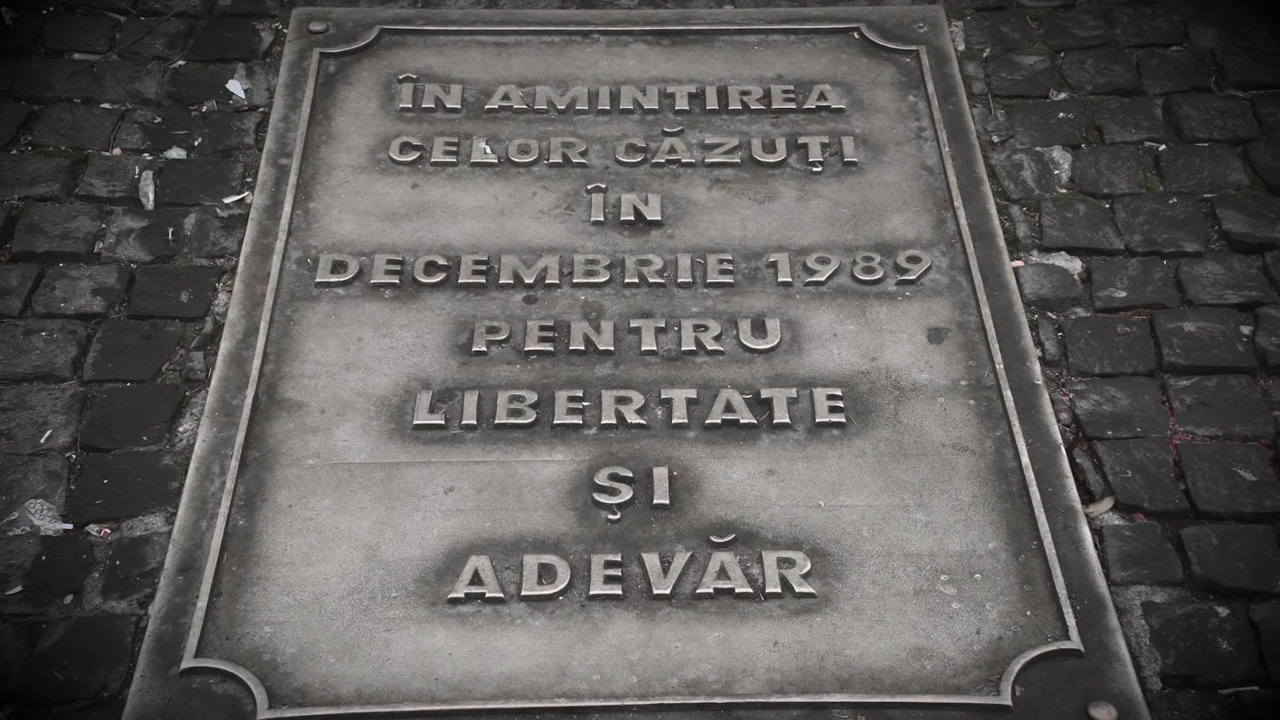 ÎN AMINTIREA
CELOR CĂZUȚI
ÎN
DECEMBRIE 1989
PENTRU
LIBERTATE
ȘI
ADEVĂR